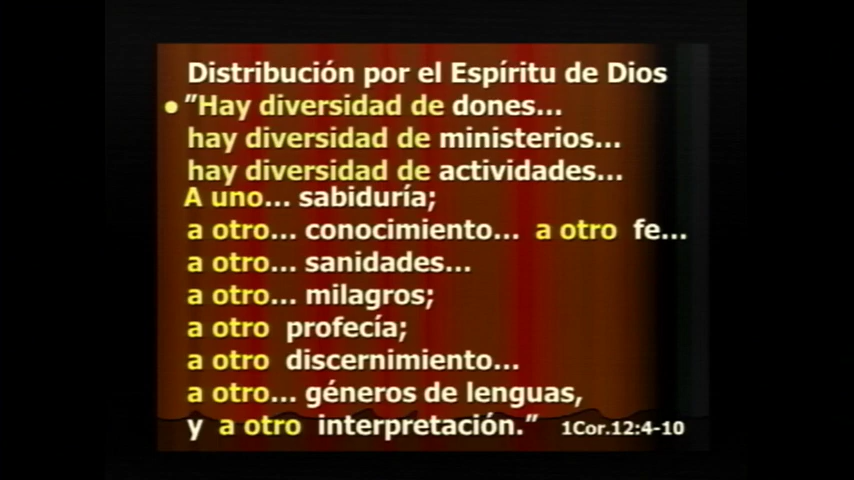 Distribución por el Espíritu de Dios
• ”Hay diversidad de dones...
hay diversidad de ministerios...
hay diversidad de actividades...
A uno... sabiduría;
a otro... conocimiento... a otro fe...
a otro... sanidades...
a otro... milagros;
a otro profecía;
a otro discernimiento...
a otro... géneros de lenguas,
y a otro interpretación.” 1Cor.12:4-10